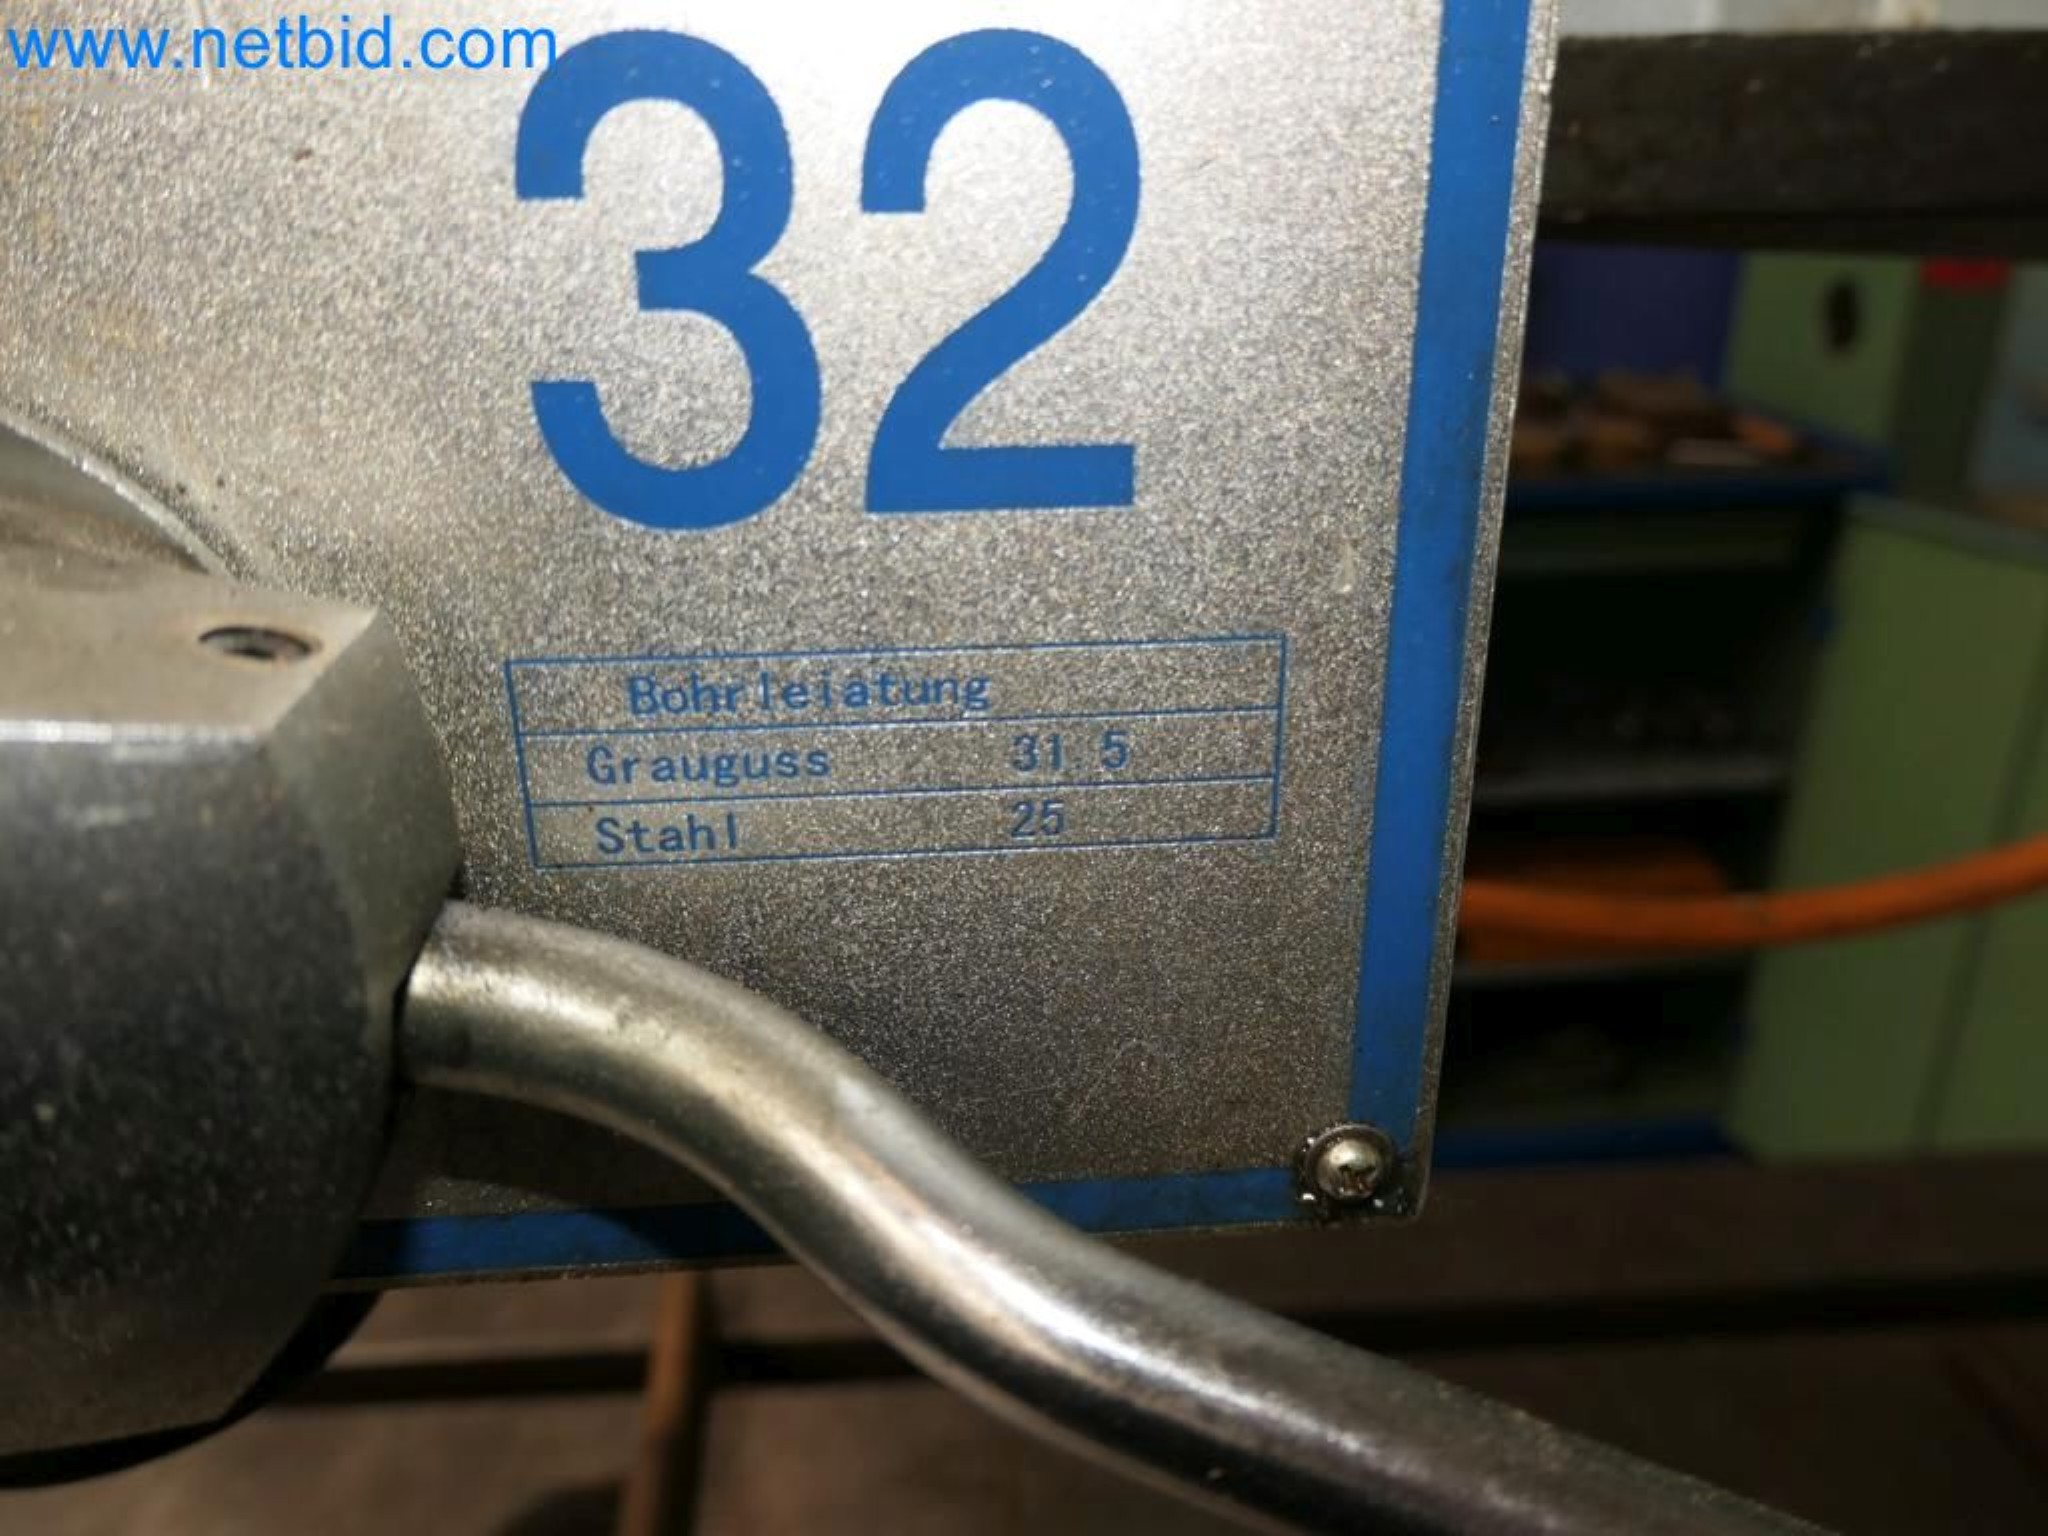 www.netbid.com
32
Bohrleiatung
Grauguss 31.5
Stahl 25